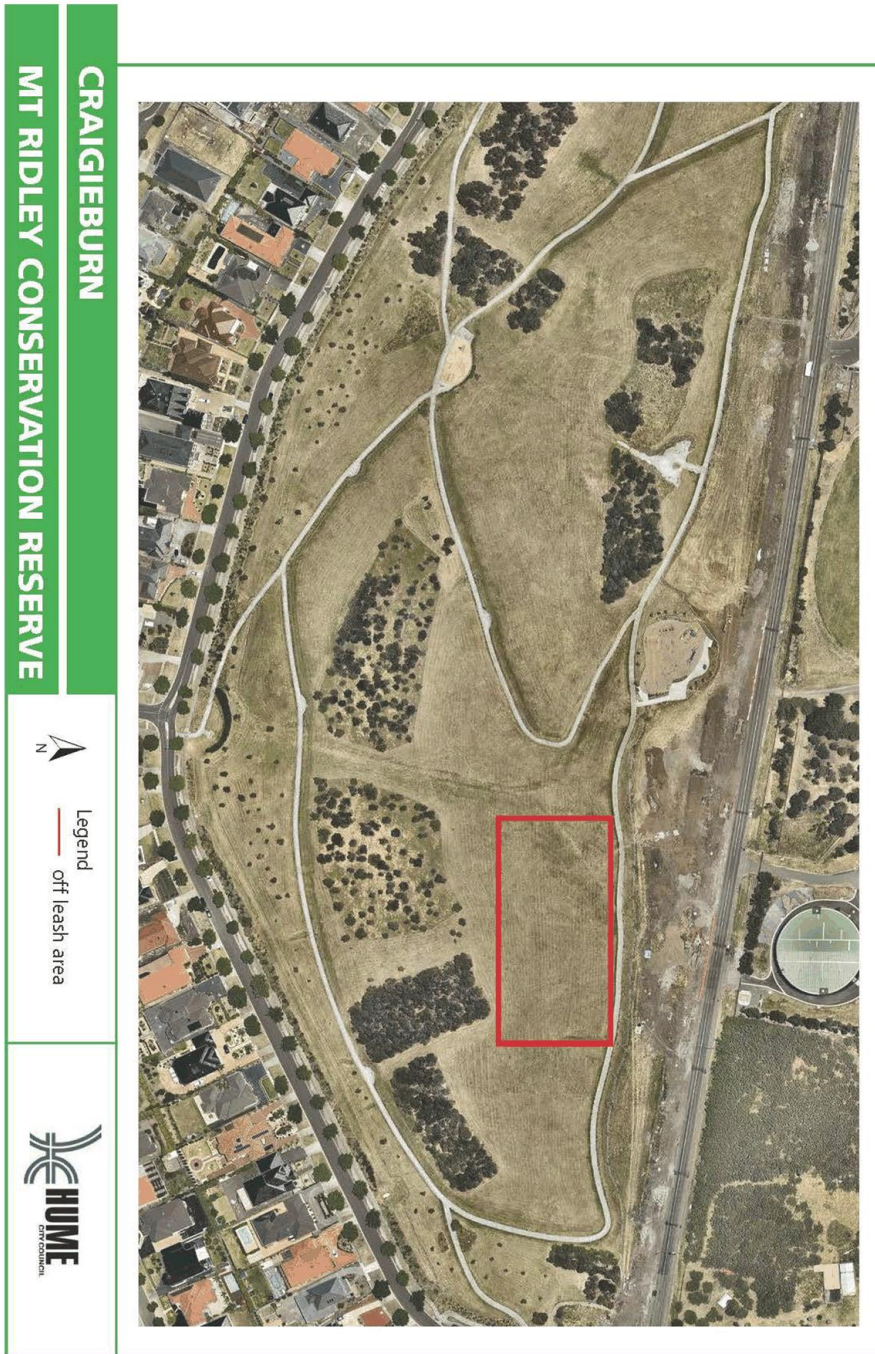 CRAIGIEBURN
MT RIDLEY CONSERVATION RESERVE
N
Legend
off leash area
HUME
CITY COUNCIL